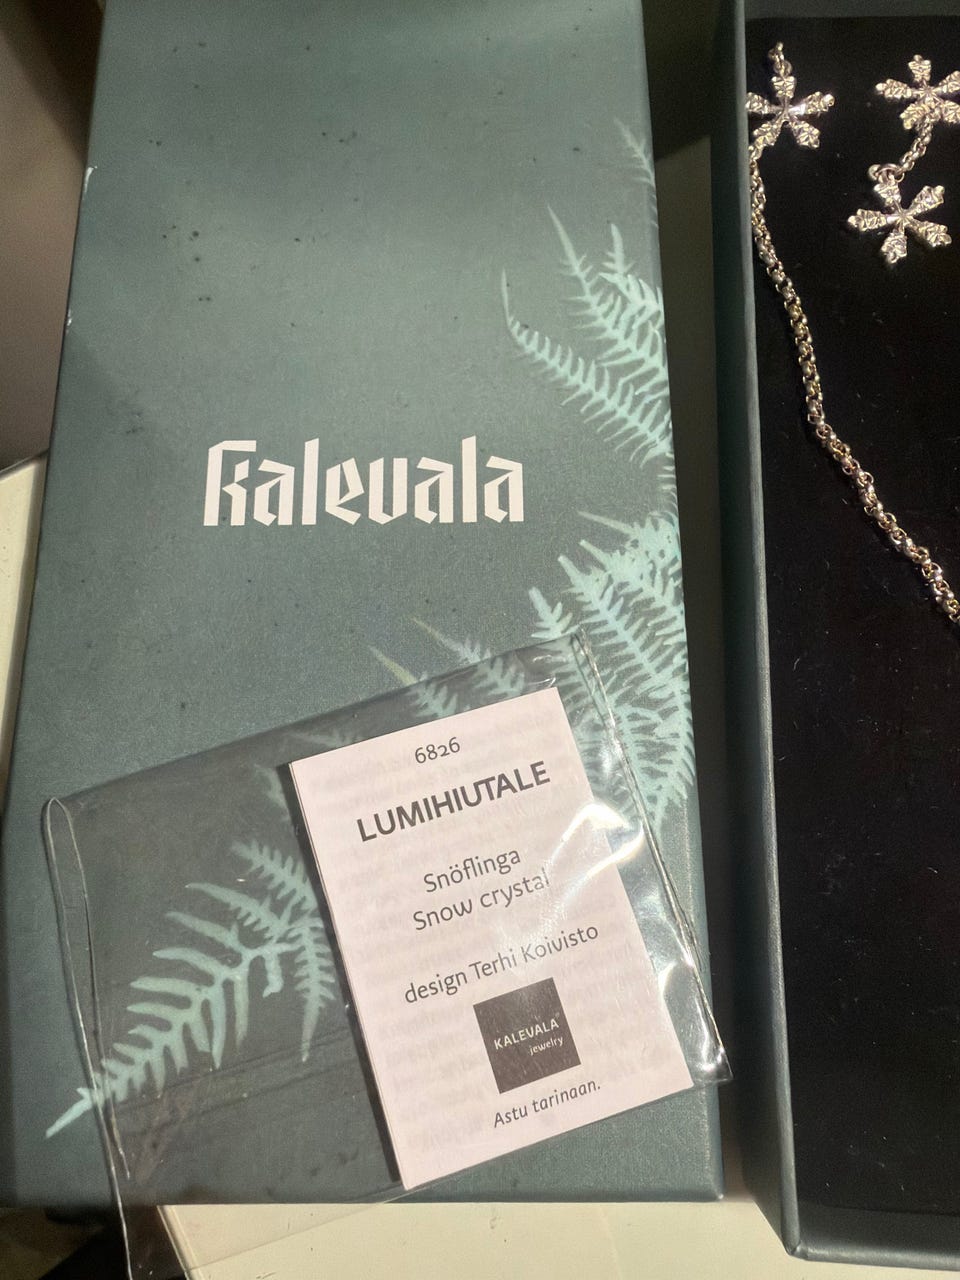 Kalevala
6826
LUMIHIUTALE
Snöflinga
Snow crystal
design Terhi Koivisto
KALEVALA®
jewelry
Astu tarinaan.